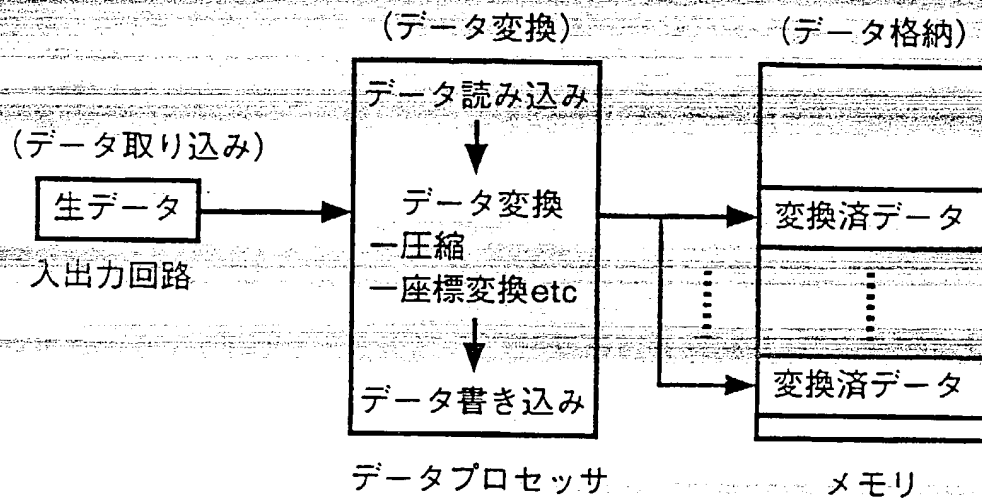 (データ変換)
(データ格納)
データ読み込み
(データ取り込み)
生データ
データ変換
変換済データ
入出力回路
ー圧縮
ー座標変換etc
変換済データ
データ書き込み
データプロセッサ
メモリ